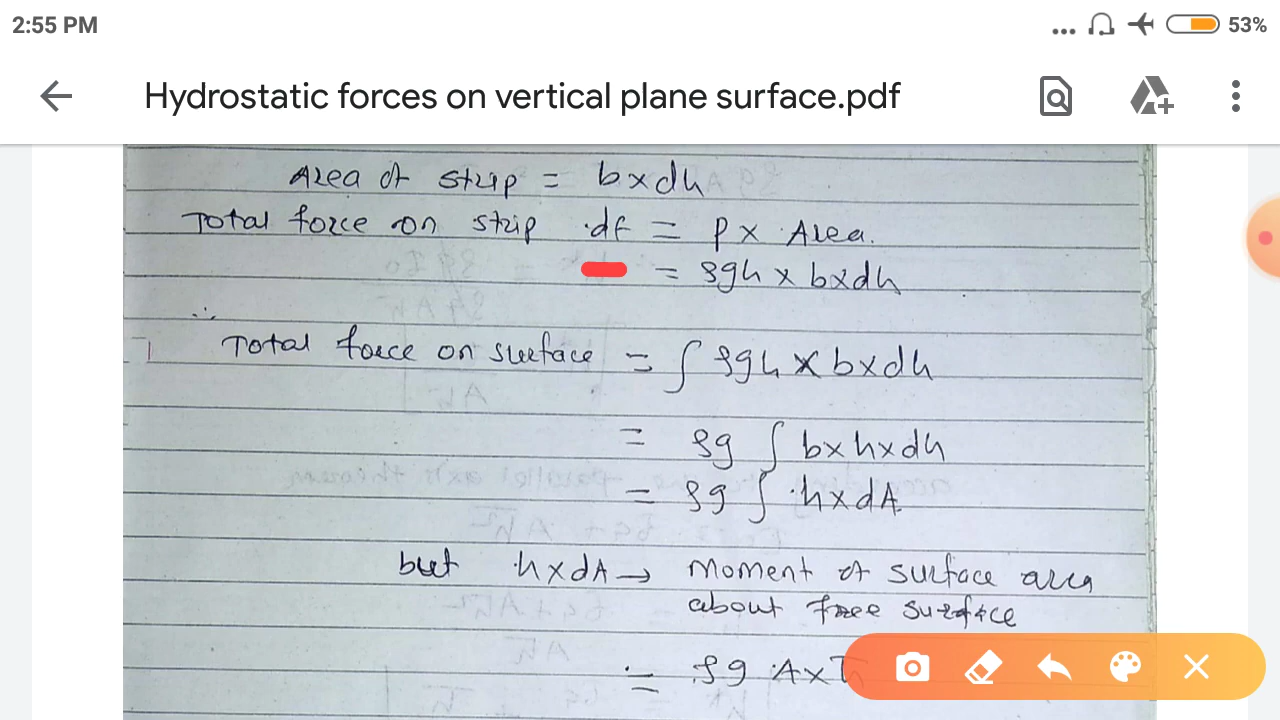 2:55 PM
... 53%
Hydrostatic forces on vertical plane surface.pdf
Area of strip = b×dh
Total force on strip df = p× Area.
= ρgh × b×dh
∴
Total force on surface = ∫ ρgh × b×dh
= ρg ∫ b×h×dh
= ρg ∫ h×dA
but h×dA → Moment of surface area
about free surface
= ρg A×